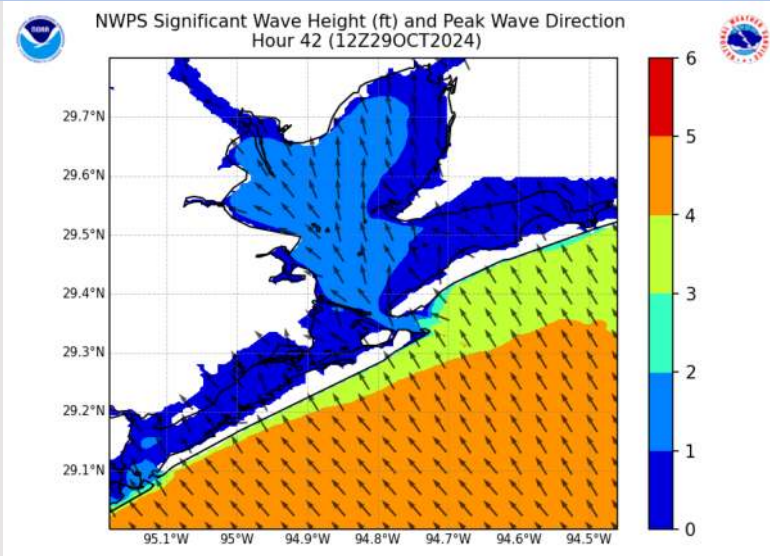 NWPS Significant Wave Height (ft) and Peak Wave Direction
Hour 42 (12Z29OCT2024)
NOAA
29.7°N
29.6°N
29.5°N
29.4°N
29.3°N
29.2°N
29.1°N
95.1°W 95°W 94.9°W 94.8°W 94.7°W 94.6°W 94.5°W
6
5
4
3
2
1
0